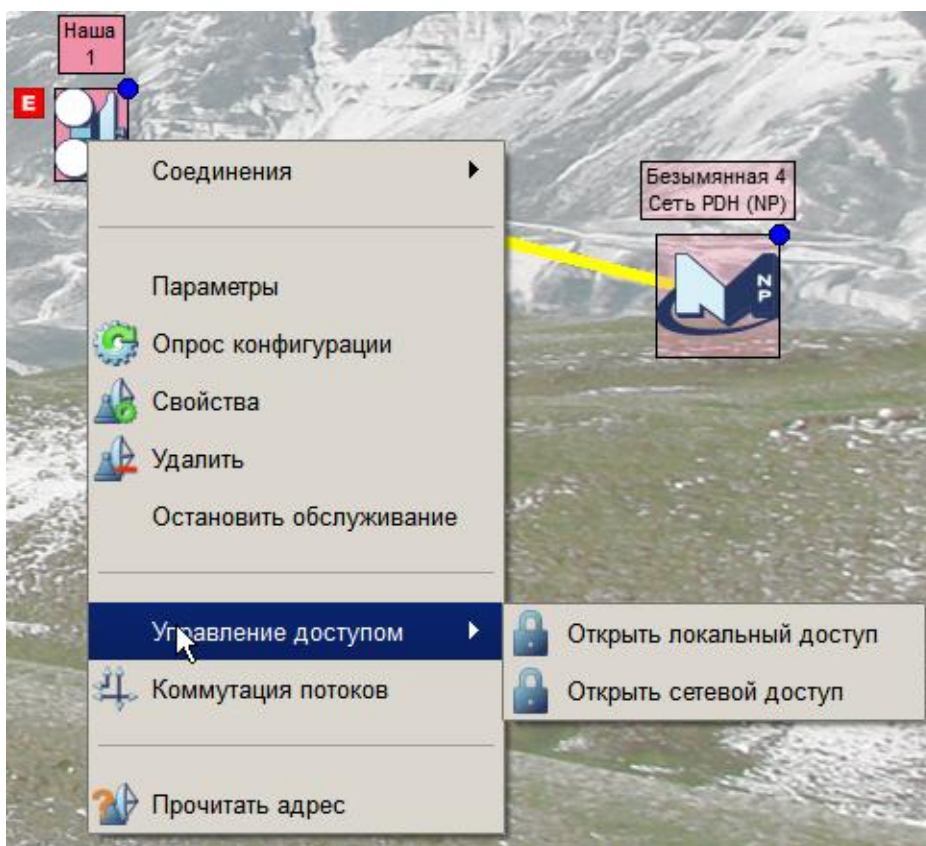 Наша
1
E
Соединения
Безымянная 4
Сеть PDH (NP)
N
P
Параметры
Опрос конфигурации
Свойства
Удалить
Остановить обслуживание
Управление доступом
Открыть локальный доступ
Коммутация потоков
Открыть сетевой доступ
Прочитать адрес